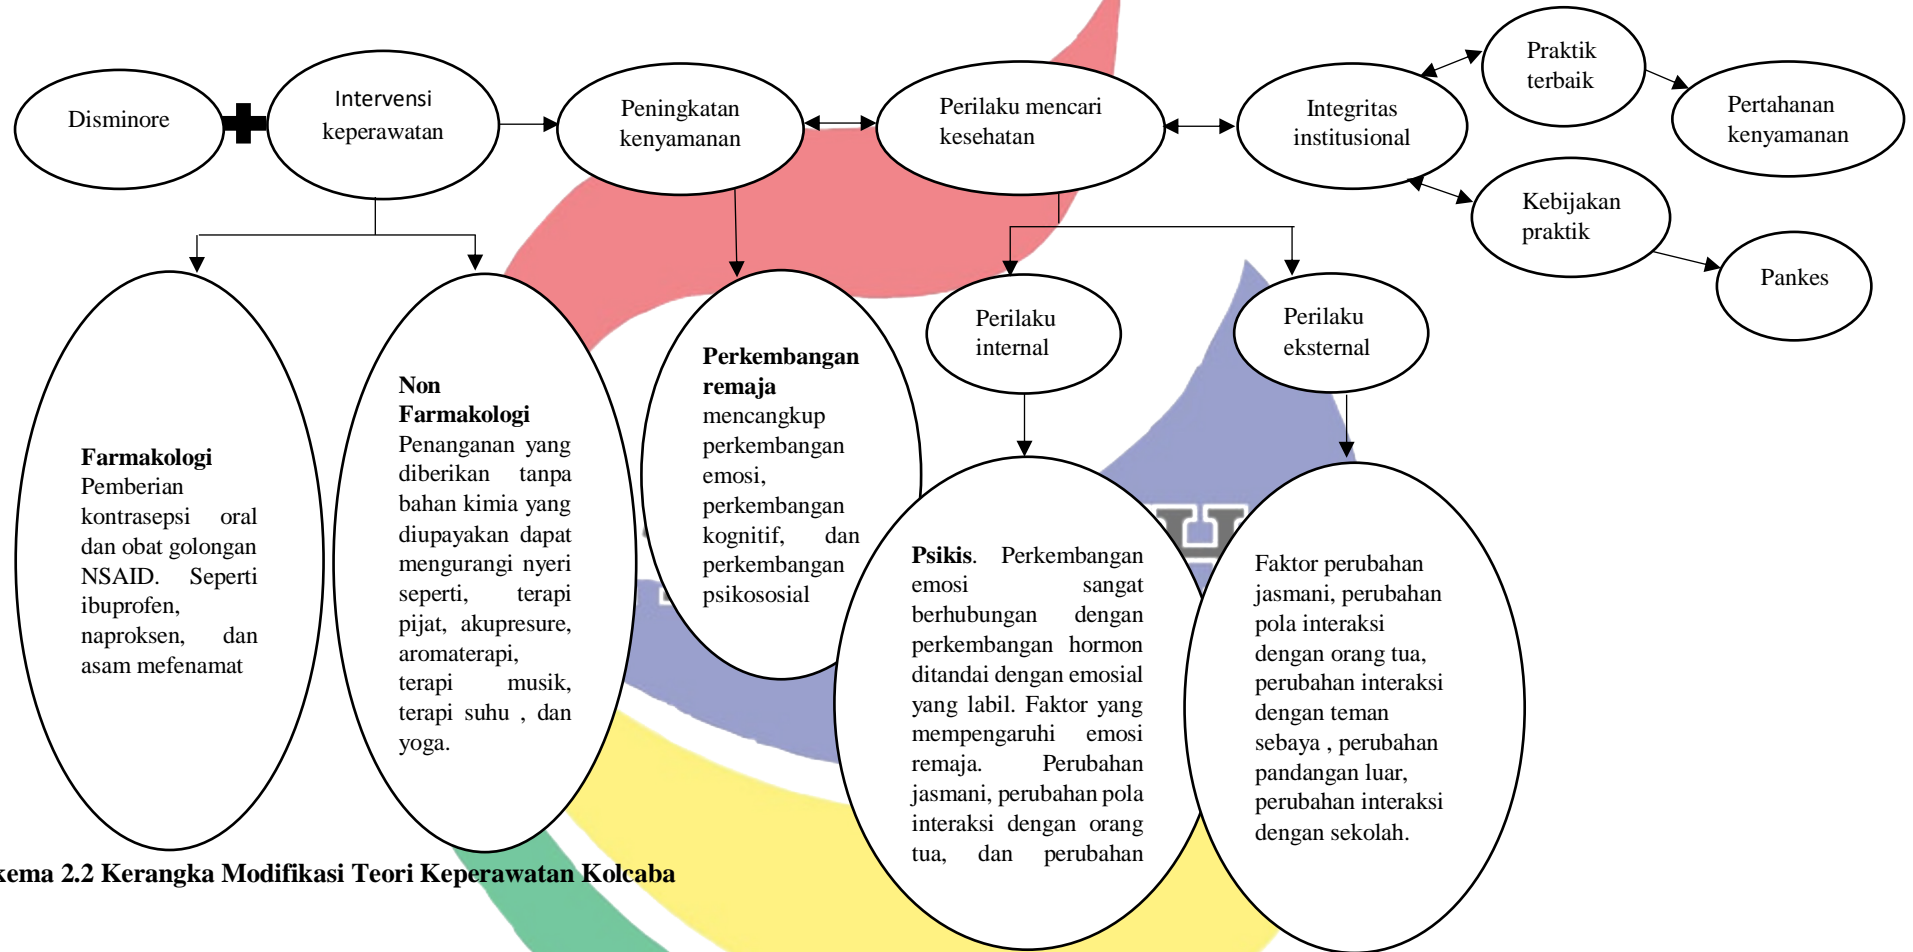 Disminore
Intervensi
keperawatan
Peningkatan
kenyamanan
Perilaku mencari
kesehatan
Integritas
institusional
Praktik
terbaik
Pertahanan
kenyamanan
Kebijakan
praktik
Pankes
Farmakologi
Pemberian
kontrasepsi oral
dan obat golongan
NSAID. Seperti
ibuprofen,
naproksen, dan
asam mefenamat
Non
Farmakologi
Penanganan yang
diberikan tanpa
bahan kimia yang
diupayakan dapat
mengurangi nyeri
seperti, terapi
pijat, akupresure,
aromaterapi,
terapi musik,
terapi suhu , dan
yoga.
Perkembangan
remaja
mencangkup
perkembangan
emosi,
perkembangan
kognitif, dan
perkembangan
psikososial
Perilaku
internal
Perilaku
eksternal
Psikis. Perkembangan
emosi sangat
berhubungan dengan
perkembangan hormon
ditandai dengan emosial
yang labil. Faktor yang
mempengaruhi emosi
remaja. Perubahan
jasmani, perubahan pola
interaksi dengan orang
tua, dan perubahan
Faktor perubahan
jasmani, perubahan
pola interaksi
dengan orang tua,
perubahan interaksi
dengan teman
sebaya , perubahan
pandangan luar,
perubahan interaksi
dengan sekolah.
kema 2.2 Kerangka Modifikasi Teori Keperawatan Kolcaba